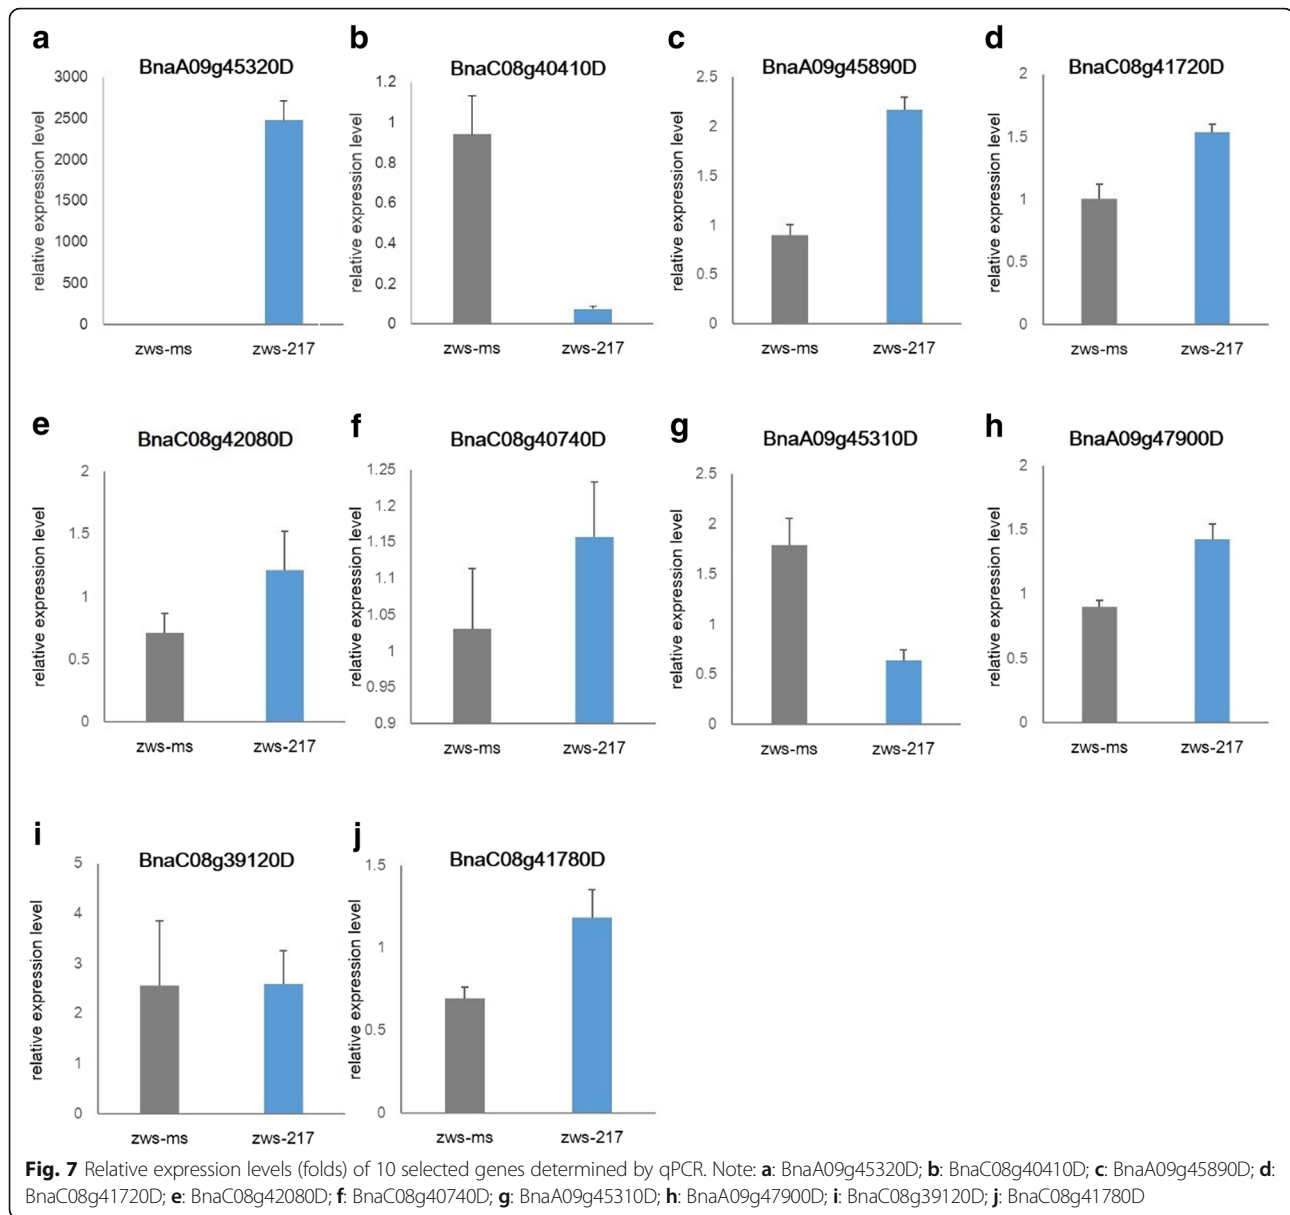 a
BnaA09g45320D
relative expression level
3000
2500
2000
1500
1000
500
0
zws-ms zws-217
b
BnaC08g40410D
relative expression level
1.2
1
0.8
0.6
0.4
0.2
0
zws-ms zws-217
c
BnaA09g45890D
relative expression level
2.5
2
1.5
1
0.5
0
zws-ms zws-217
d
BnaC08g41720D
relative expression level
2
1.5
1
0.5
0
zws-ms zws-217
e
BnaC08g42080D
relative expression level
2
1.5
1
0.5
0
zws-ms zws-217
f
BnaC08g40740D
relative expression level
1.25
1.2
1.15
1.1
1.05
1
0.95
0.9
zws-ms zws-217
g
BnaA09g45310D
relative expression level
2.5
2
1.5
1
0.5
0
zws-ms zws-217
h
BnaA09g47900D
relative expression level
2
1.5
1
0.5
0
zws-ms zws-217
i
BnaC08g39120D
relative expression level
5
4
3
2
1
0
zws-ms zws-217
j
BnaC08g41780D
relative expression level
1.5
1
0.5
0
zws-ms zws-217
Fig. 7 Relative expression levels (folds) of 10 selected genes determined by qPCR. Note: a: BnaA09g45320D; b: BnaC08g40410D; c: BnaA09g45890D; d:
BnaC08g41720D; e: BnaC08g42080D; f: BnaC08g40740D; g: BnaA09g45310D; h: BnaA09g47900D; i: BnaC08g39120D; j: BnaC08g41780D